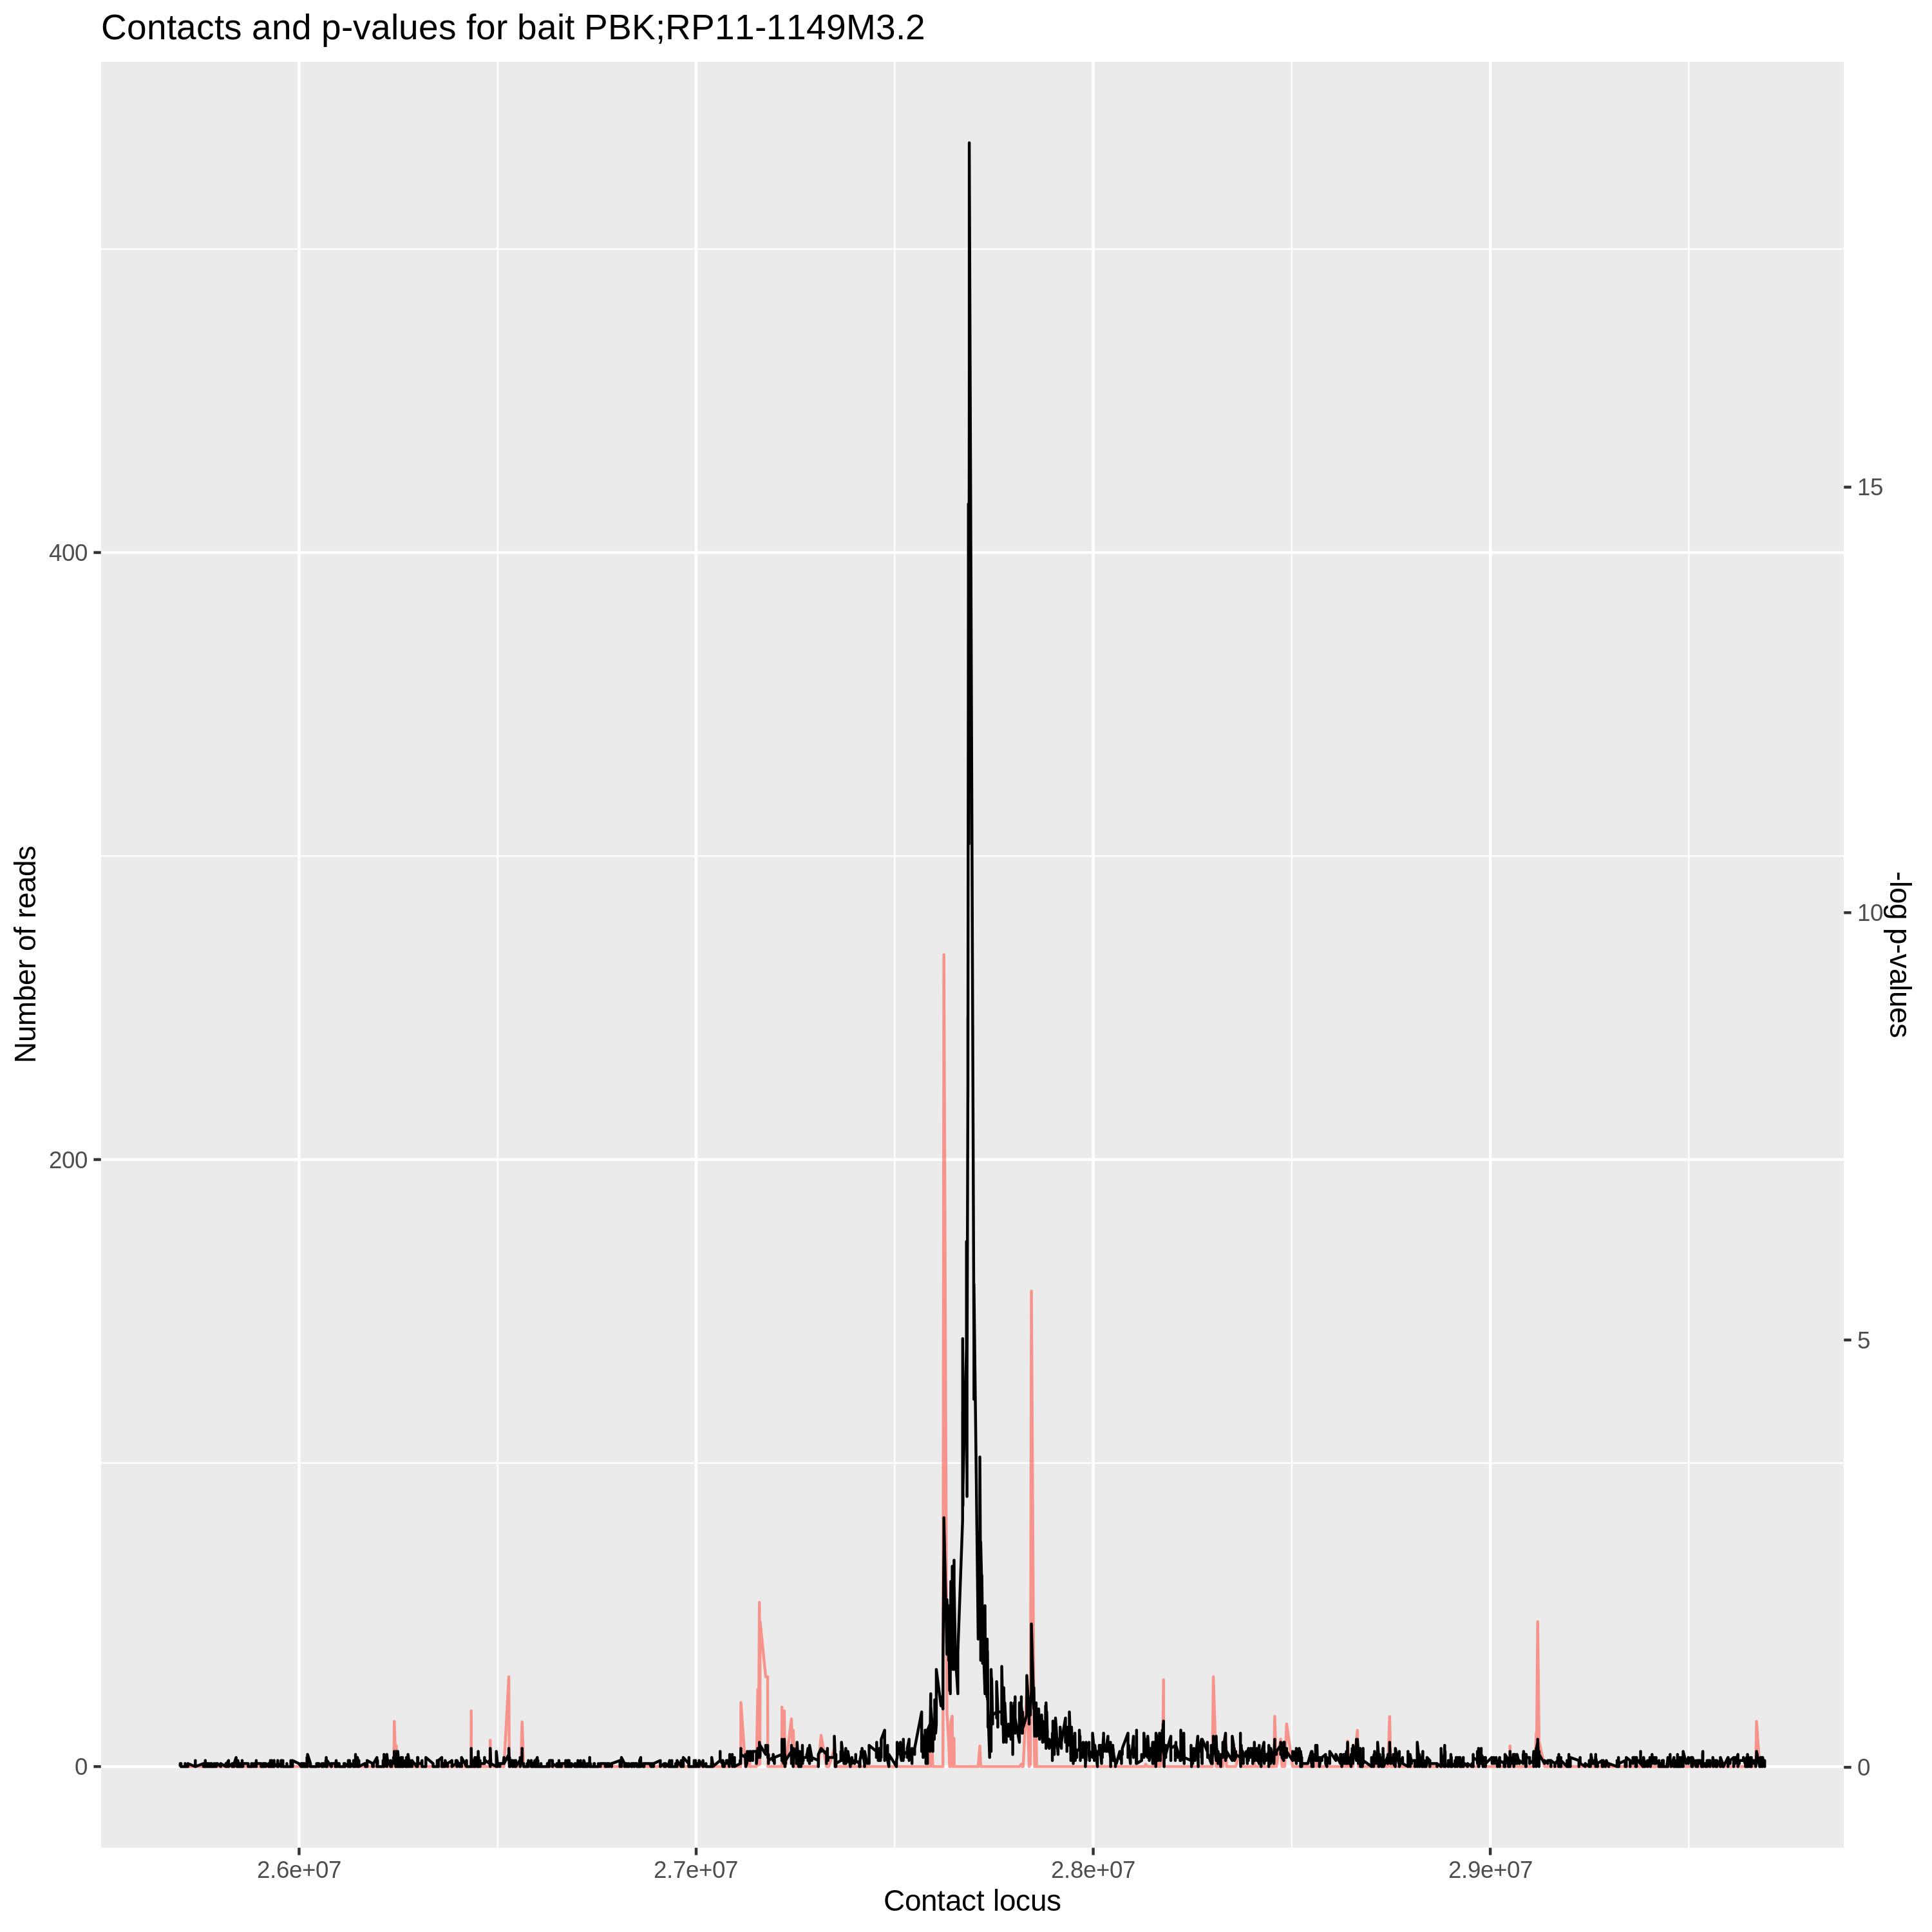 Contacts and p-values for bait PBK;RP11-1149M3.2
Number of reads
400
200
0
15
10
5
0
-log p-values
2.6e+07
2.7e+07
2.8e+07
2.9e+07
Contact locus